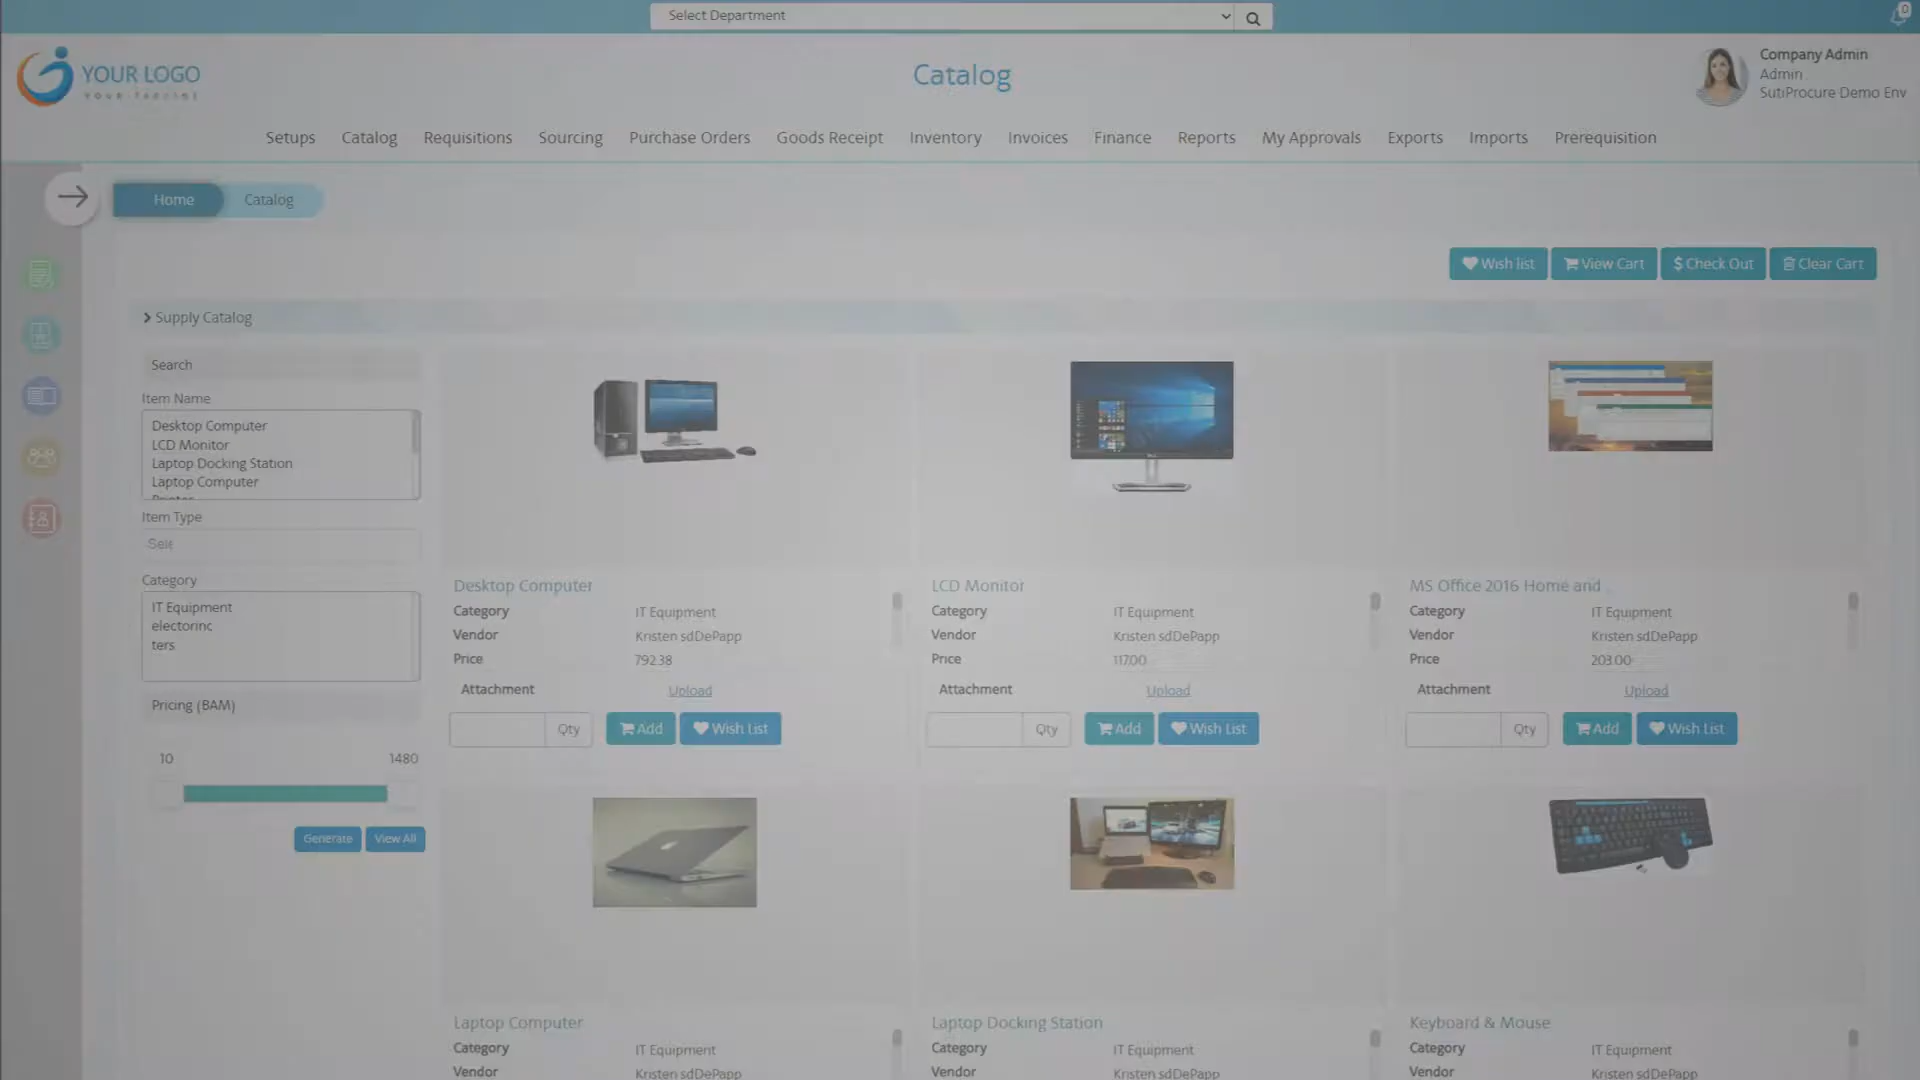 Select Department
0
YOUR LOGO
YOUR TAGLINE
Catalog
Company Admin
Admin
SutiProcure Demo Env
Setups Catalog Requisitions Sourcing Purchase Orders Goods Receipt Inventory Invoices Finance Reports My Approvals Exports Imports Prerequisition
Home Catalog
Wish list View Cart $ Check Out Clear Cart
Supply Catalog
Search
Item Name
Desktop Computer
LCD Monitor
Laptop Docking Station
Laptop Computer
Printer
Item Type
Sele
Category
IT Equipment
electorinc
ters
Pricing (BAM)
10 1480
Generate View All
Desktop Computer
Category IT Equipment
Vendor Kristen sdDePapp
Price 792.38
Attachment Upload
Qty Add Wish List
LCD Monitor
Category IT Equipment
Vendor Kristen sdDePapp
Price 117.00
Attachment Upload
Qty Add Wish List
MS Office 2016 Home and ..
Category IT Equipment
Vendor Kristen sdDePapp
Price 203.00
Attachment Upload
Qty Add Wish List
Laptop Computer
Category IT Equipment
Vendor Kristen sdDePapp
Laptop Docking Station
Category IT Equipment
Vendor Kristen sdDePapp
Keyboard & Mouse
Category IT Equipment
Vendor Kristen sdDePapp